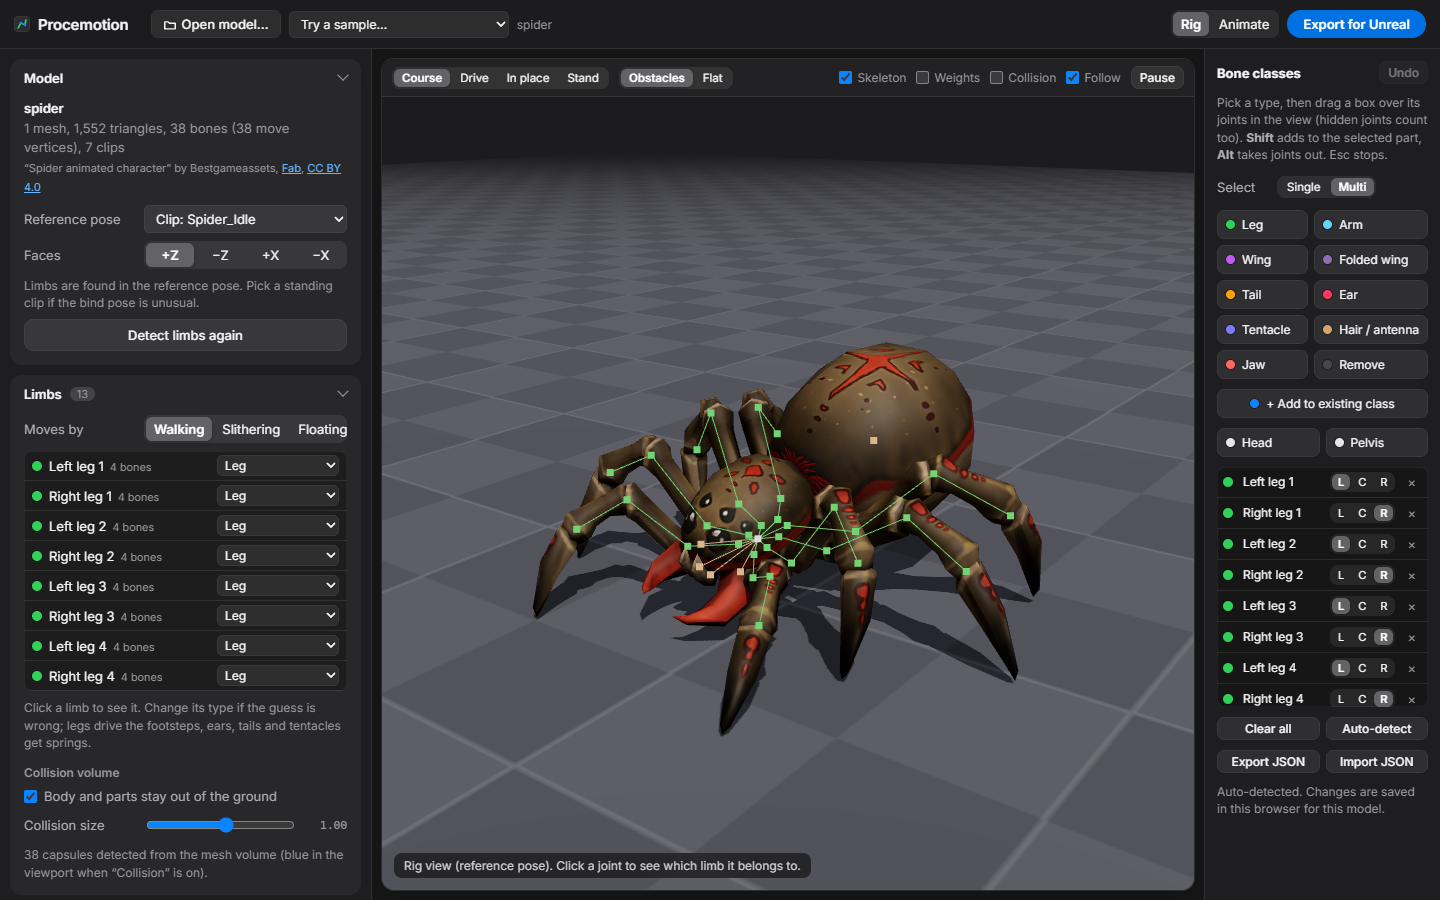 Procemotion
Open model...
Try a sample...
spider
Rig
Animate
Export for Unreal
Model
spider
1 mesh, 1,552 triangles, 38 bones (38 move
vertices), 7 clips
“Spider animated character” by Bestgameassets, Fab, CC BY
4.0
Reference pose
Clip: Spider_Idle
Faces
+Z
−Z
+X
−X
Limbs are found in the reference pose. Pick a standing
clip if the bind pose is unusual.
Detect limbs again
Limbs 13
Moves by
Walking
Slithering
Floating
Left leg 1 4 bones Leg
Right leg 1 4 bones Leg
Left leg 2 4 bones Leg
Right leg 2 4 bones Leg
Left leg 3 4 bones Leg
Right leg 3 4 bones Leg
Left leg 4 4 bones Leg
Right leg 4 4 bones Leg
Click a limb to see it. Change its type if the guess is
wrong; legs drive the footsteps, ears, tails and tentacles
get springs.
Collision volume
Body and parts stay out of the ground
Collision size 1.00
38 capsules detected from the mesh volume (blue in the
viewport when “Collision” is on).
Course
Drive
In place
Stand
Obstacles
Flat
Skeleton
Weights
Collision
Follow
Pause
Rig view (reference pose). Click a joint to see which limb it belongs to.
Bone classes
Undo
Pick a type, then drag a box over its
joints in the view (hidden joints count
too). Shift adds to the selected part,
Alt takes joints out. Esc stops.
Select
Single
Multi
Leg
Arm
Wing
Folded wing
Tail
Ear
Tentacle
Hair / antenna
Jaw
Remove
+ Add to existing class
Head
Pelvis
Left leg 1 L C R ×
Right leg 1 L C R ×
Left leg 2 L C R ×
Right leg 2 L C R ×
Left leg 3 L C R ×
Right leg 3 L C R ×
Left leg 4 L C R ×
Right leg 4 L C R ×
Clear all
Auto-detect
Export JSON
Import JSON
Auto-detected. Changes are saved
in this browser for this model.